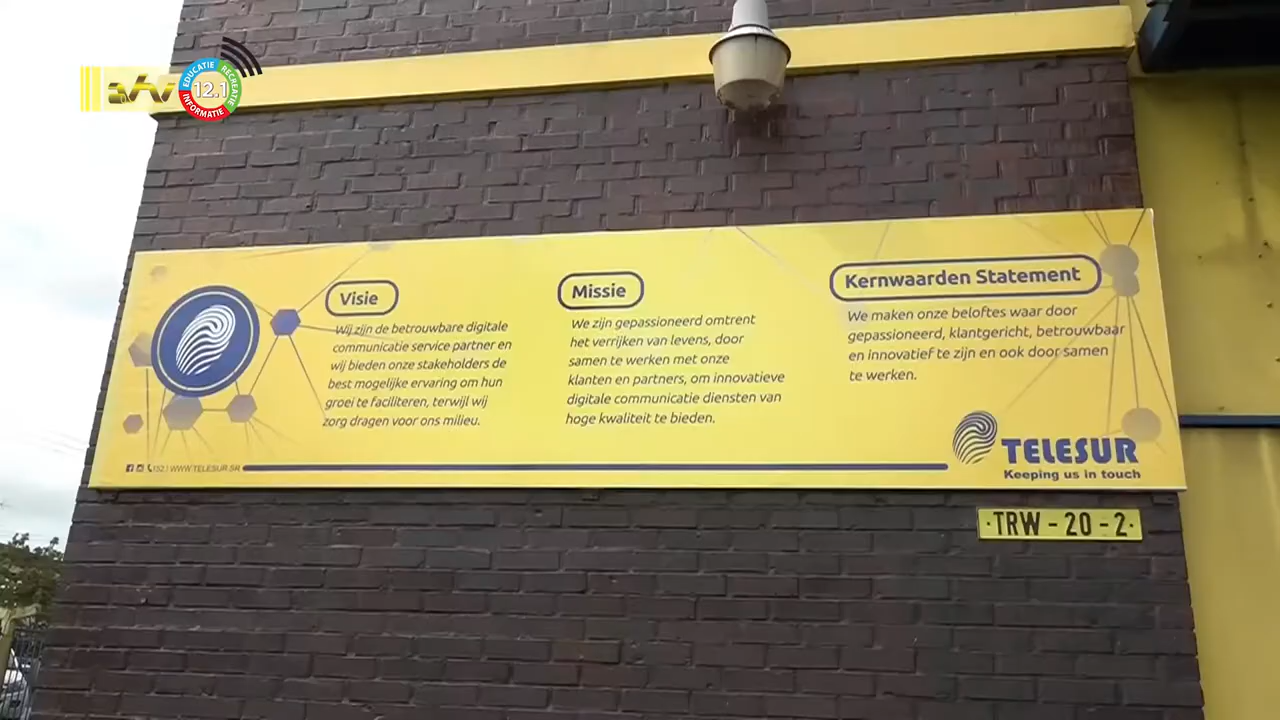 EDUCATIE
RECREATIE
INFORMATIE
12.1
Visie
Wij zijn de betrouwbare digitale
communicatie service partner en
wij bieden onze stakeholders de
best mogelijke ervaring om hun
groei te faciliteren, terwijl wij
zorg dragen voor ons milieu.
Missie
We zijn gepassioneerd omtrent
het verrijken van levens, door
samen te werken met onze
klanten en partners, om innovatieve
digitale communicatie diensten van
hoge kwaliteit te bieden.
Kernwaarden Statement
We maken onze beloftes waar door
gepassioneerd, klantgericht, betrouwbaar
en innovatief te zijn en ook door samen
te werken.
152 | WWW.TELESUR.SR
TELESUR
Keeping us in touch
·TRW - 20 - 2·